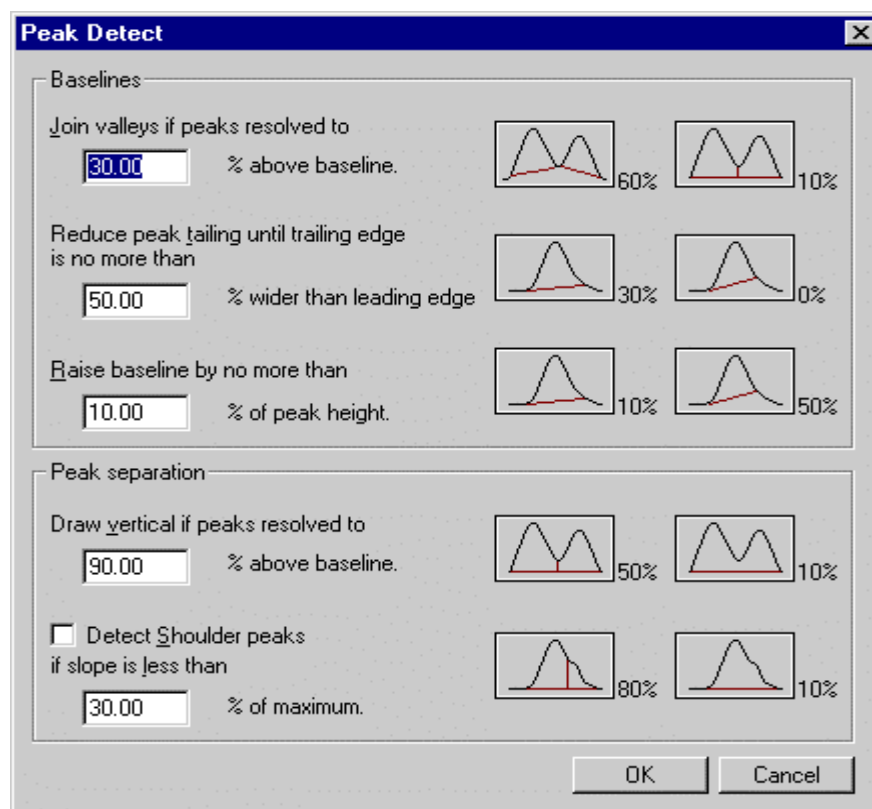 Peak Detect
Baselines
Join valleys if peaks resolved to
30.00 % above baseline. 60% 10%
Reduce peak tailing until trailing edge
is no more than
50.00 % wider than leading edge 30% 0%
Raise baseline by no more than
10.00 % of peak height. 10% 50%
Peak separation
Draw vertical if peaks resolved to
90.00 % above baseline. 50% 10%
Detect Shoulder peaks
if slope is less than
30.00 % of maximum. 80% 10%
OK Cancel